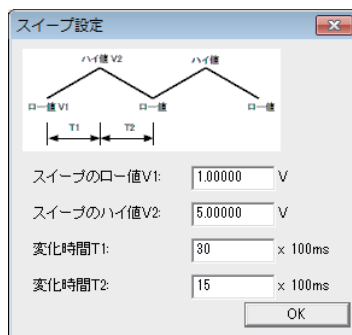 スイープ設定
ハイ値 V2 ハイ値
ロー値 V1 ロー値 ロー値
T1 T2
スイープのロー値V1: 1.00000 V
スイープのハイ値V2: 5.00000 V
変化時間T1: 30 x 100ms
変化時間T2: 15 x 100ms
OK